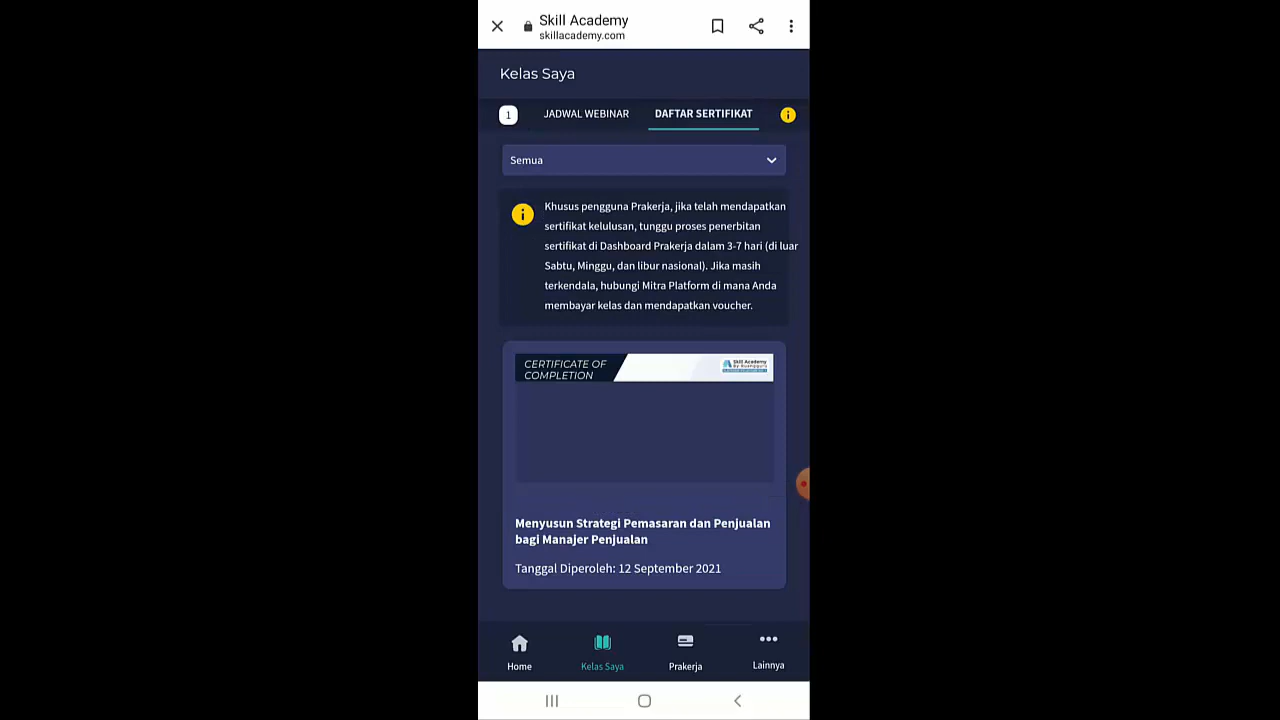 Skill Academy
skillacademy.com
Kelas Saya
1 JADWAL WEBINAR DAFTAR SERTIFIKAT
Semua
Khusus pengguna Prakerja, jika telah mendapatkan
sertifikat kelulusan, tunggu proses penerbitan
sertifikat di Dashboard Prakerja dalam 3-7 hari (di luar
Sabtu, Minggu, dan libur nasional). Jika masih
terkendala, hubungi Mitra Platform di mana Anda
membayar kelas dan mendapatkan voucher.
CERTIFICATE OF
COMPLETION
Skill Academy
By Ruangguru
Menyusun Strategi Pemasaran dan Penjualan
bagi Manajer Penjualan
Tanggal Diperoleh: 12 September 2021
Home Kelas Saya Prakerja Lainnya